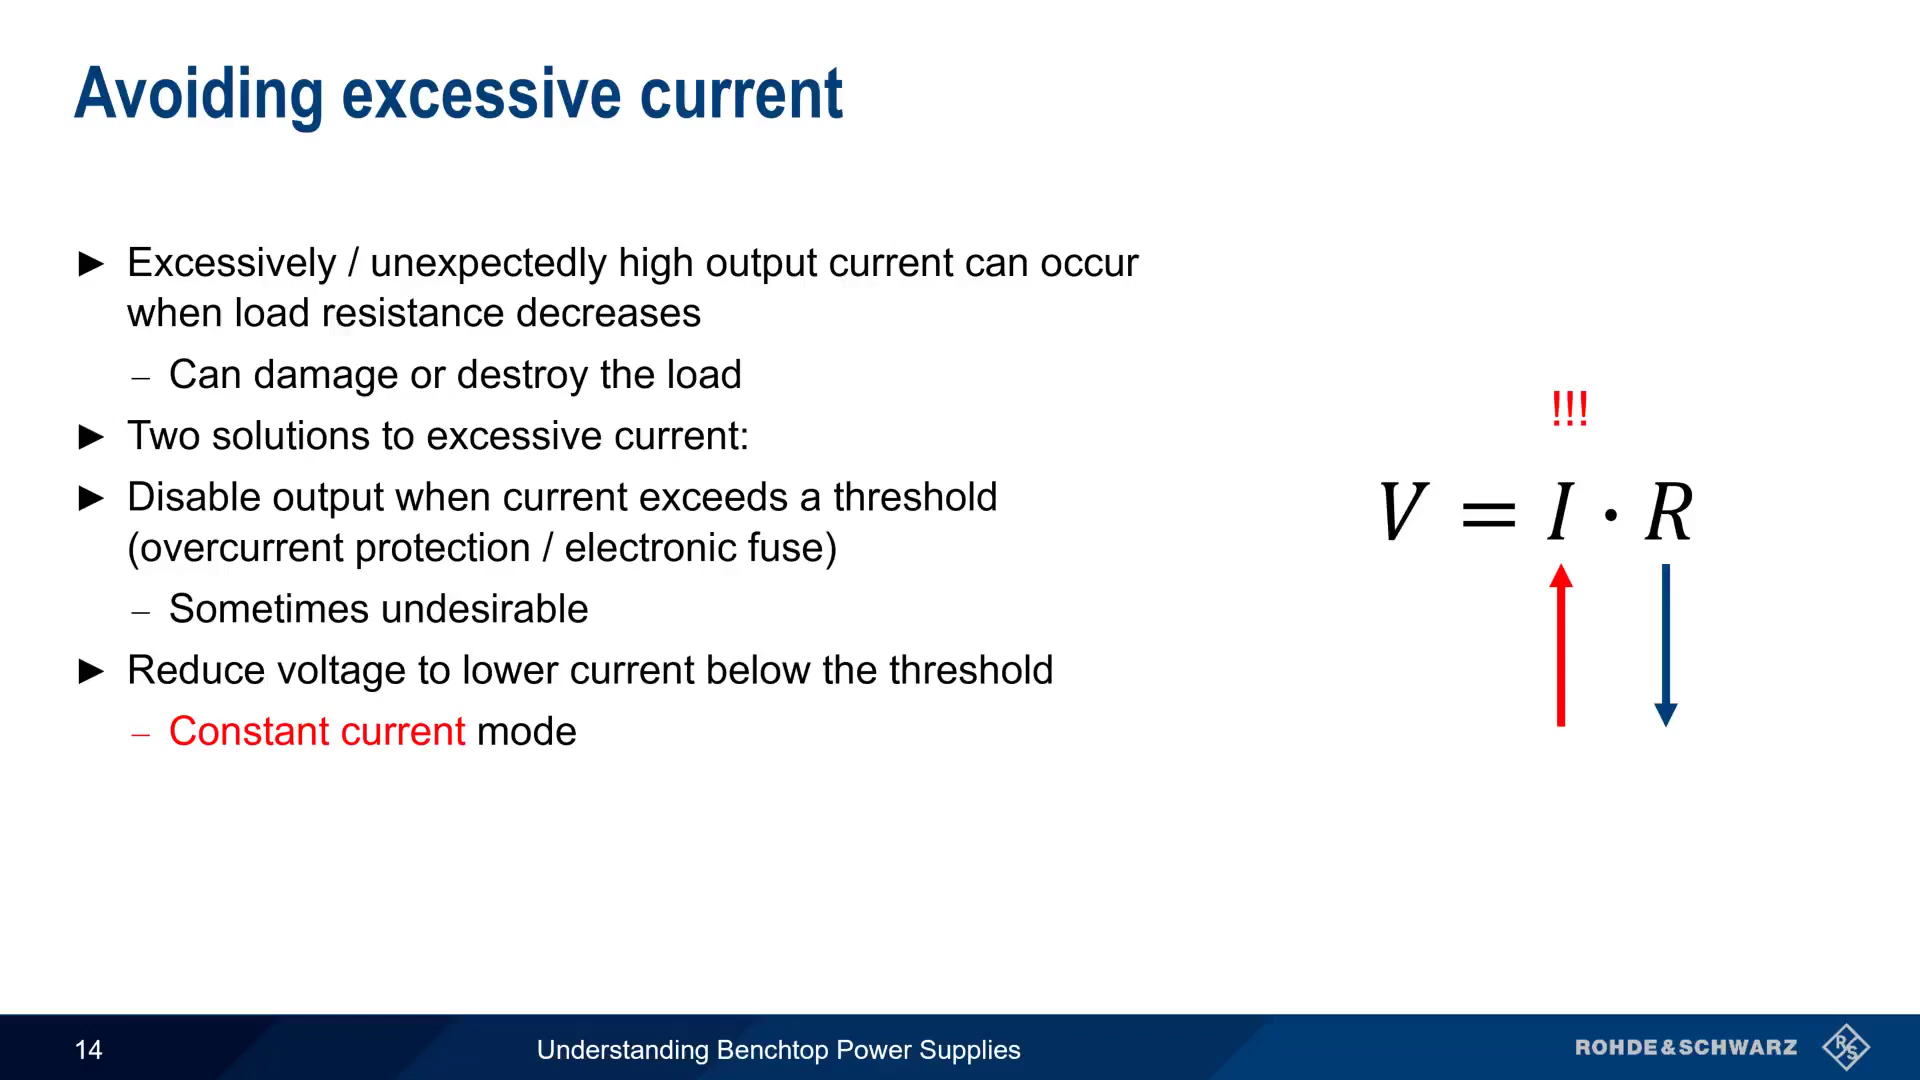 Avoiding excessive current
► Excessively / unexpectedly high output current can occur
when load resistance decreases
– Can damage or destroy the load
► Two solutions to excessive current:
► Disable output when current exceeds a threshold
(overcurrent protection / electronic fuse)
– Sometimes undesirable
► Reduce voltage to lower current below the threshold
– Constant current mode
!!!
V = I · R
14
Understanding Benchtop Power Supplies
ROHDE&SCHWARZ
R&S